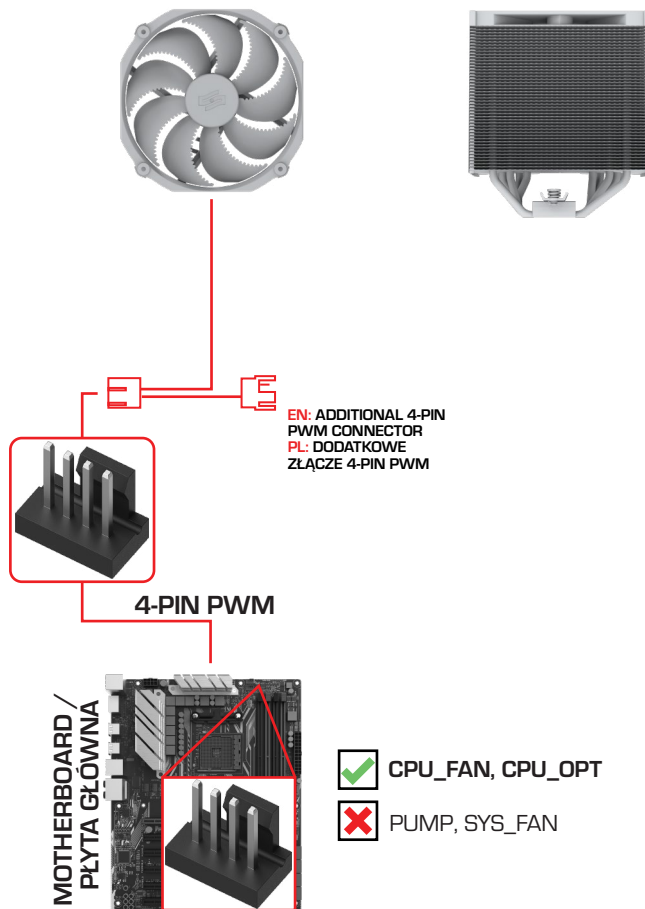 EN: ADDITIONAL 4-PIN
PWM CONNECTOR
PL: DODATKOWE
ZŁĄCZE 4-PIN PWM
4-PIN PWM
MOTHERBOARD /
PŁYTA GŁÓWNA
CPU_FAN, CPU_OPT
PUMP, SYS_FAN